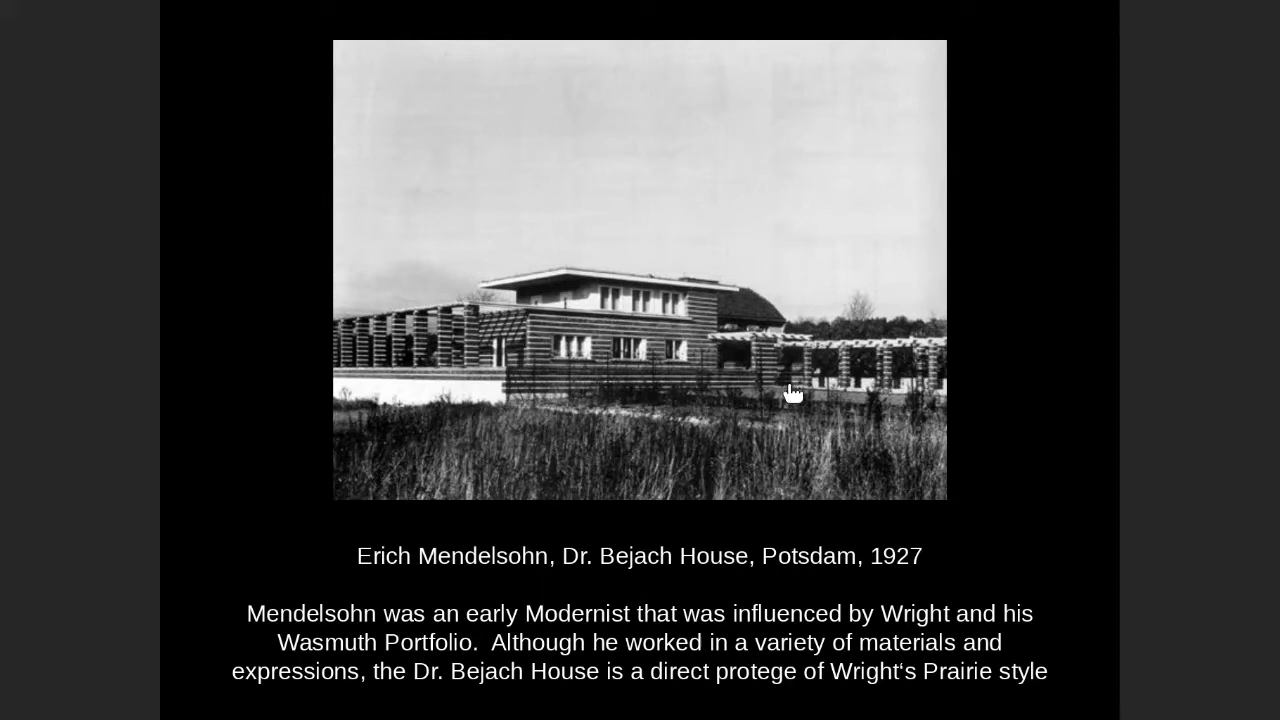 Erich Mendelsohn, Dr. Bejach House, Potsdam, 1927
Mendelsohn was an early Modernist that was influenced by Wright and his
Wasmuth Portfolio.  Although he worked in a variety of materials and
expressions, the Dr. Bejach House is a direct protege of Wright‘s Prairie style